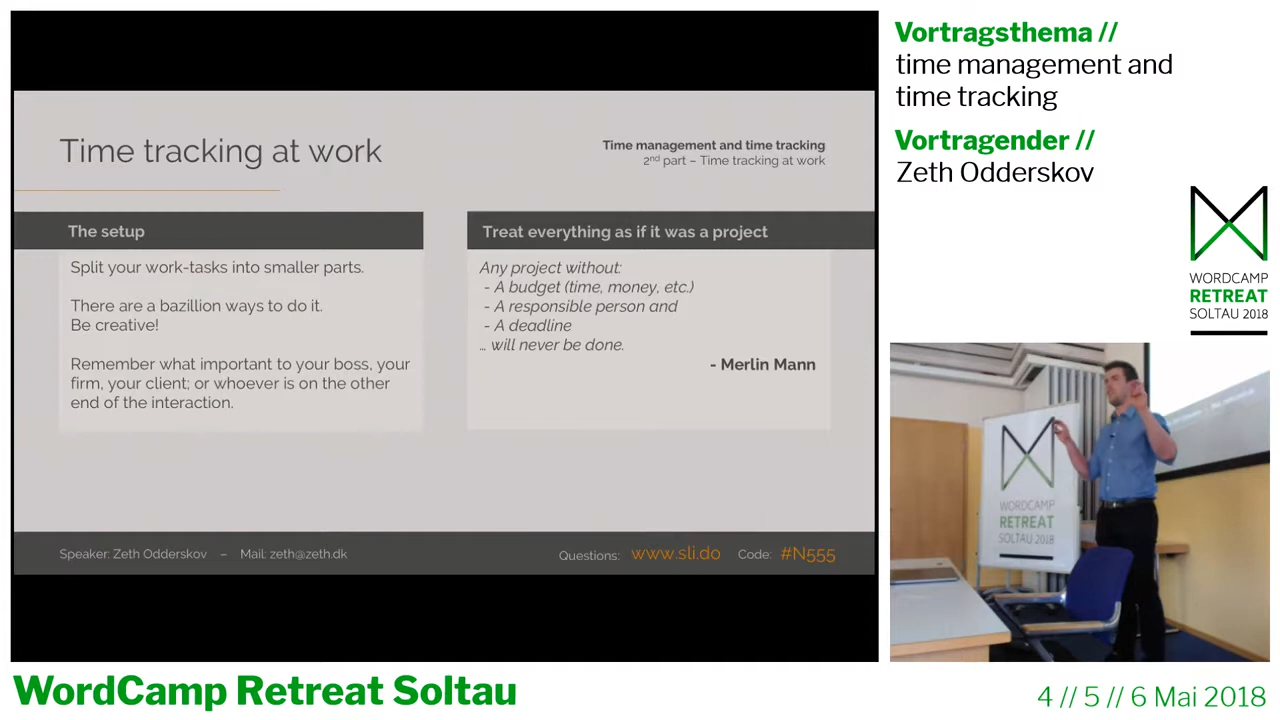 Time tracking at work
Time management and time tracking
2nd part – Time tracking at work
The setup
Split your work-tasks into smaller parts.
There are a bazillion ways to do it.
Be creative!
Remember what important to your boss, your
firm, your client; or whoever is on the other
end of the interaction.
Treat everything as if it was a project
Any project without:
- A budget (time, money, etc.)
- A responsible person and
- A deadline
… will never be done.
- Merlin Mann
Speaker: Zeth Odderskov – Mail: zeth@zeth.dk
Questions: www.sli.do Code: #N555
Vortragsthema //
time management and
time tracking
Vortragender //
Zeth Odderskov
WORDCAMP
RETREAT
SOLTAU 2018
WORDCAMP
RETREAT
SOLTAU 2018
WordCamp Retreat Soltau
4 // 5 // 6 Mai 2018